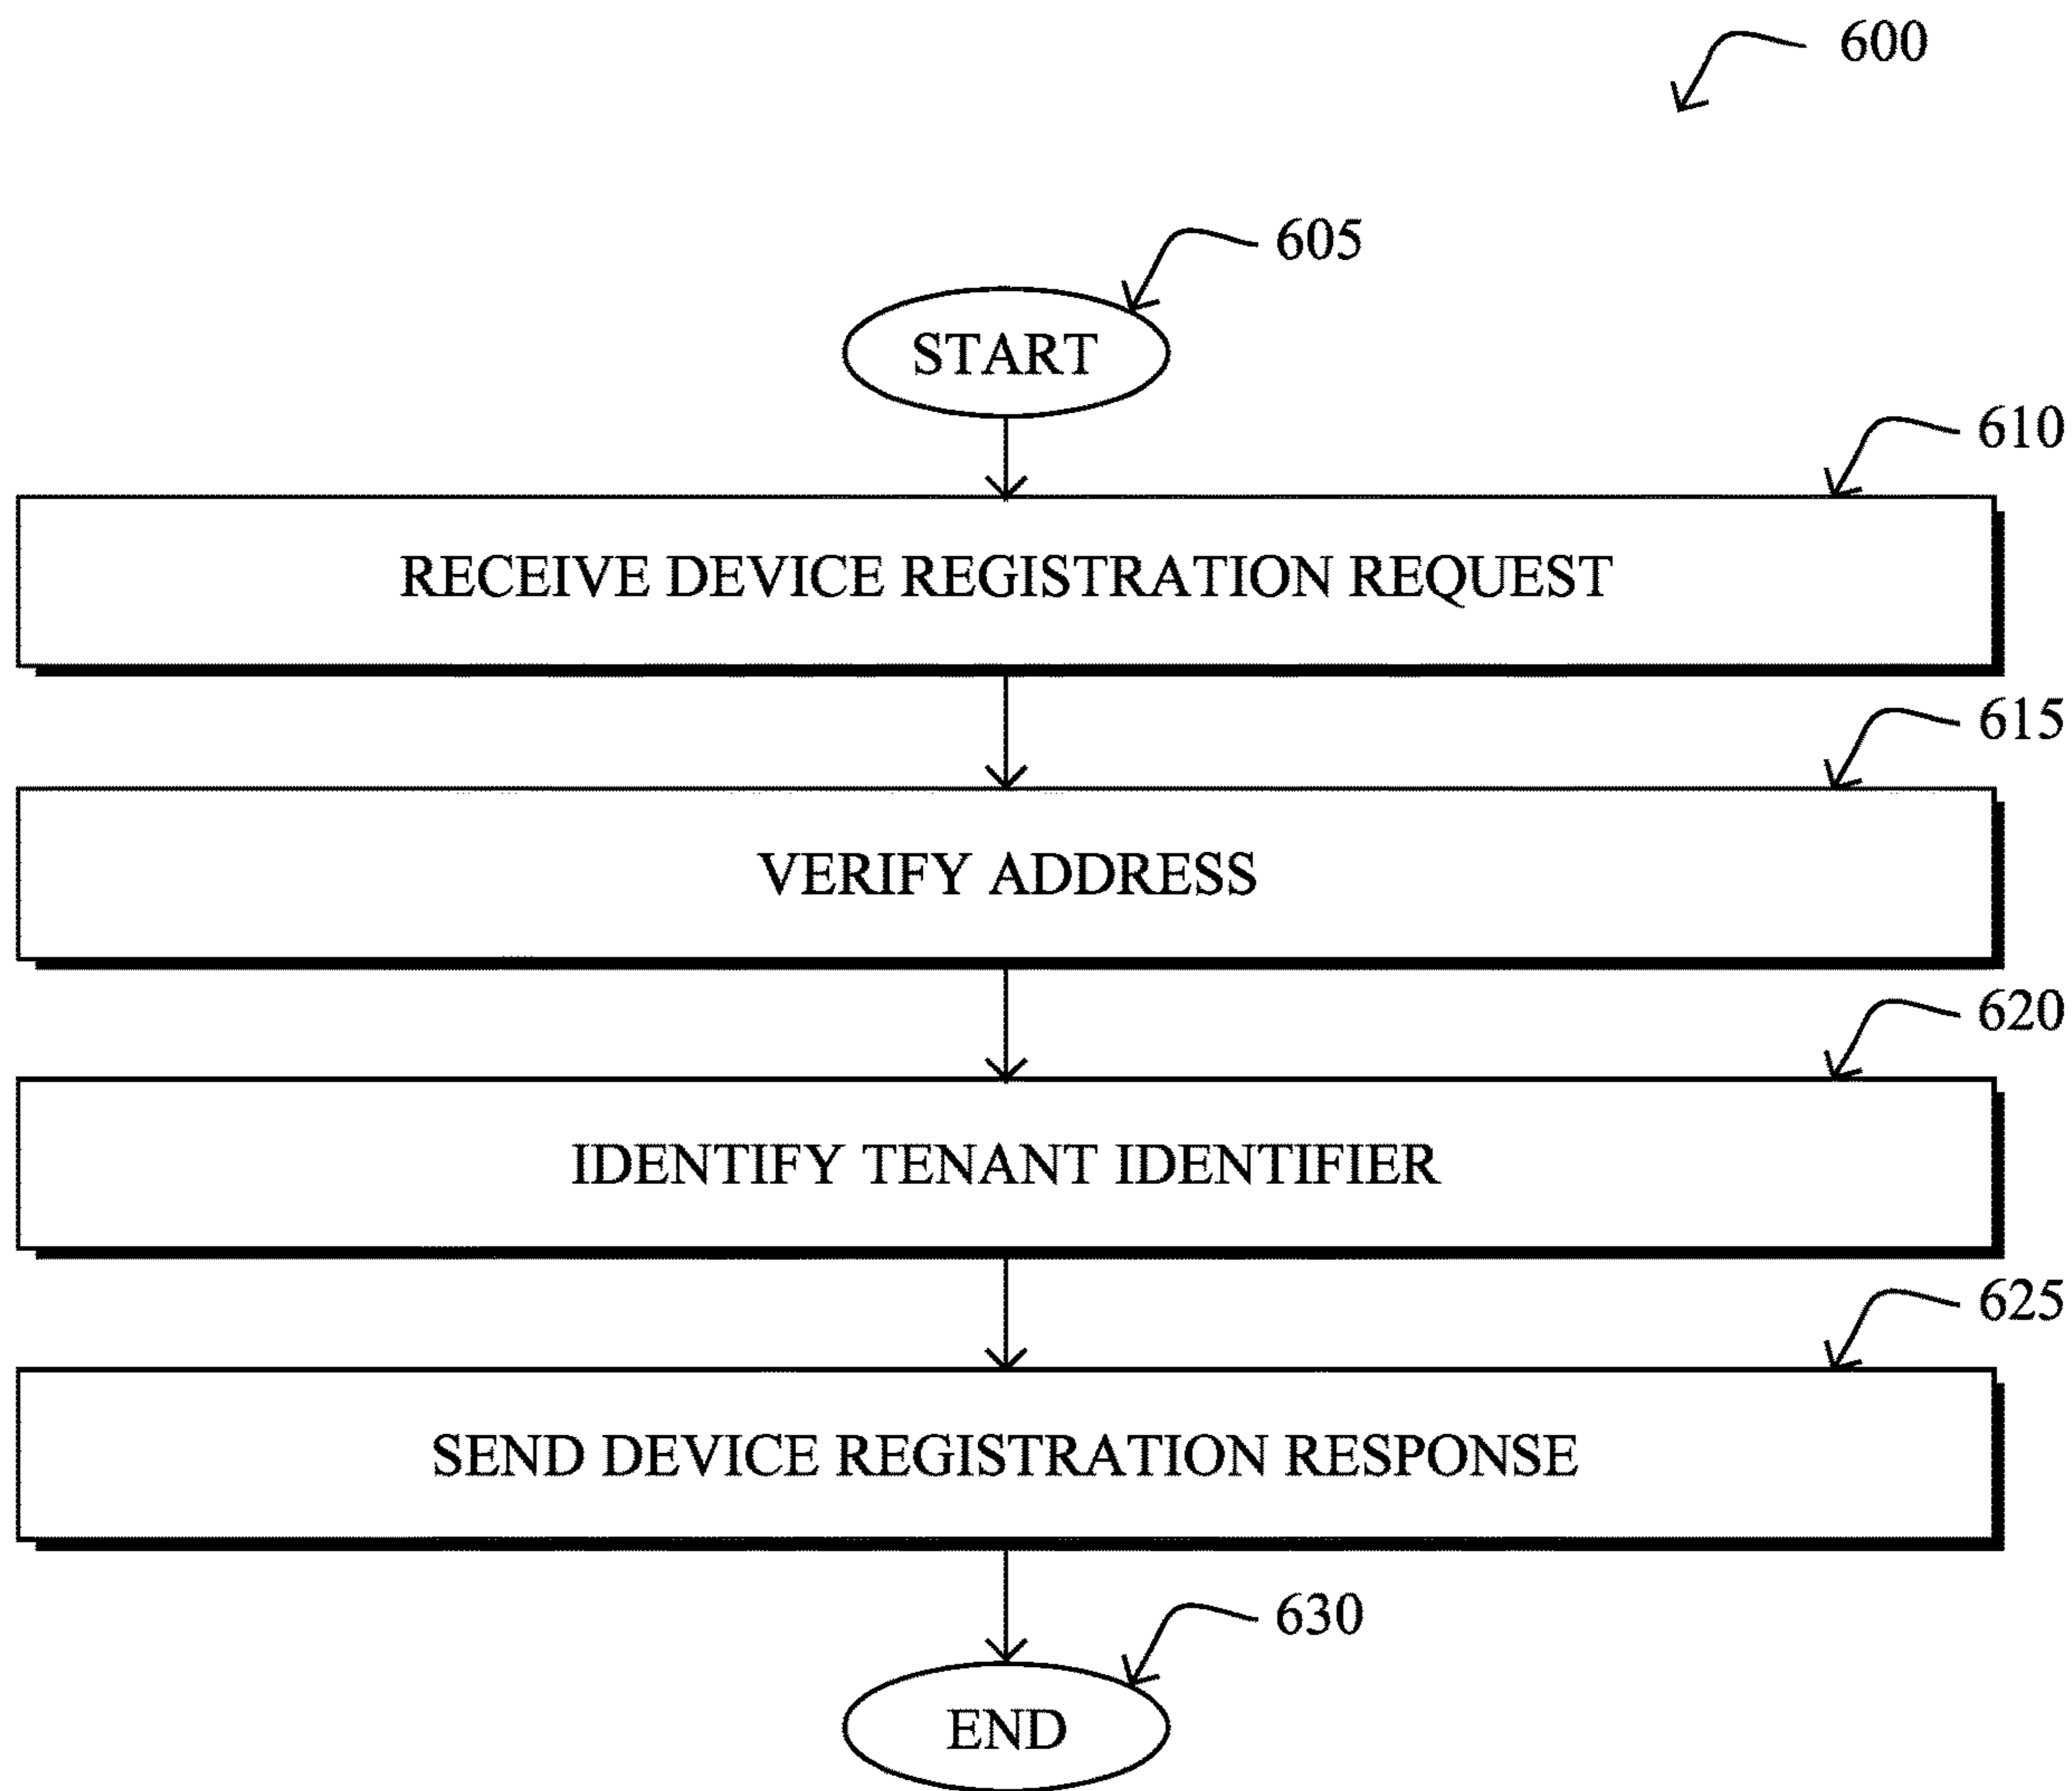 600
605
START
610
RECEIVE DEVICE REGISTRATION REQUEST
615
VERIFY ADDRESS
620
IDENTIFY TENANT IDENTIFIER
625
SEND DEVICE REGISTRATION RESPONSE
630
END